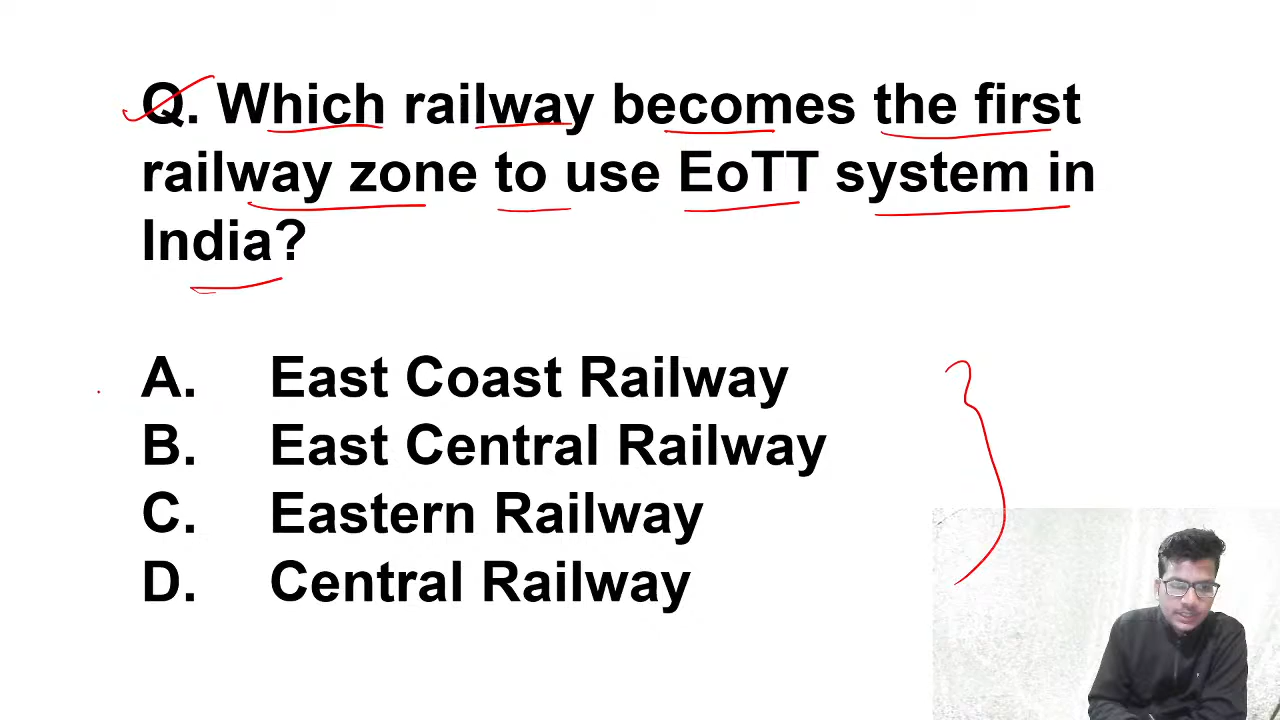 Q. Which railway becomes the first
railway zone to use EoTT system in
India?
A. East Coast Railway
B. East Central Railway
C. Eastern Railway
D. Central Railway